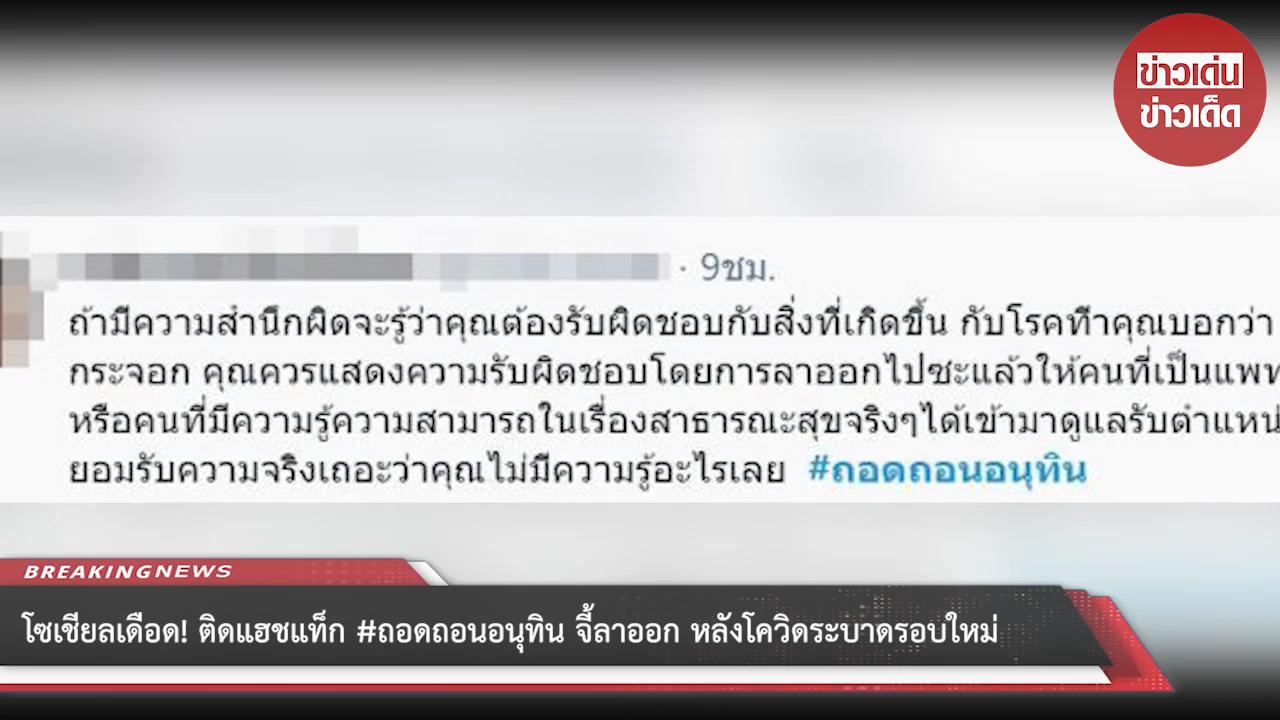 ข่าวเด่น
ข่าวเด็ด
· 9ชม.
ถ้ามีความสำนึกผิดจะรู้ว่าคุณต้องรับผิดชอบกับสิ่งที่เกิดขึ้น กับโรคที่าคุณบอกว่า
กระจอก คุณควรแสดงความรับผิดชอบโดยการลาออกไปซะแล้วให้คนที่เป็นแพท
หรือคนที่มีความรู้ความสามารถในเรื่องสาธารณะสุขจริงๆได้เข้ามาดูแลรับตำแหน่
ยอมรับความจริงเถอะว่าคุณไม่มีความรู้อะไรเลย #ถอดถอนอนุทิน
BREAKINGNEWS
โซเชียลเดือด! ติดแฮชแท็ก #ถอดถอนอนุทิน จี้ลาออก หลังโควิดระบาดรอบใหม่